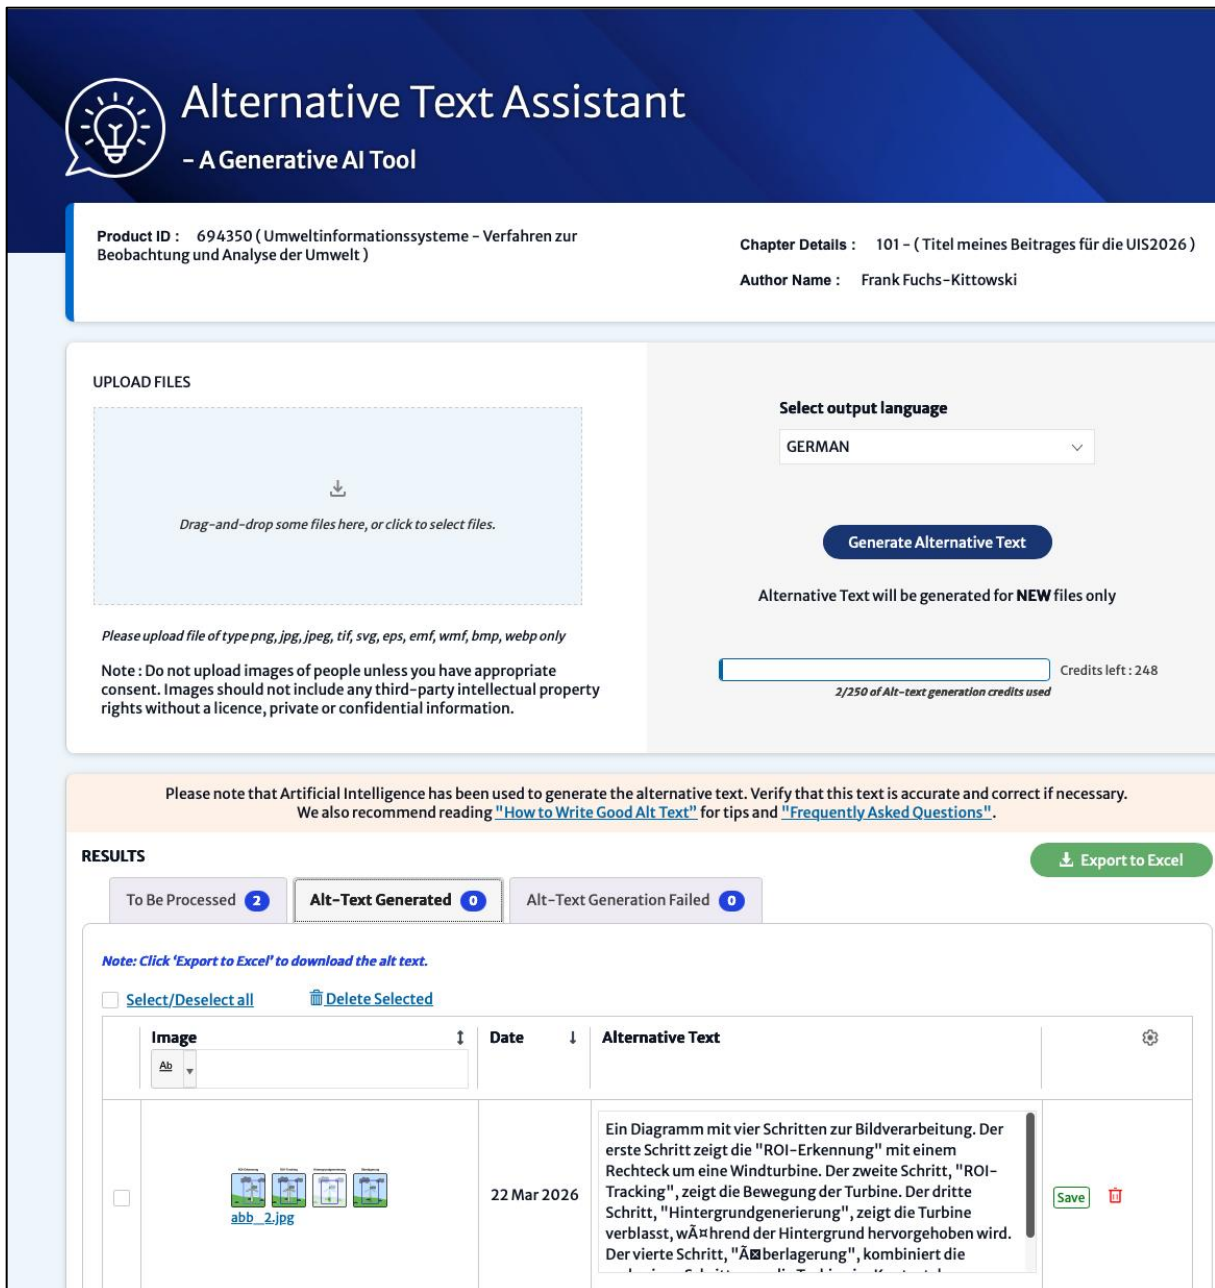 Alternative Text Assistant
– A Generative AI Tool
Product ID : 694350 ( Umweltinformationssysteme – Verfahren zur
Beobachtung und Analyse der Umwelt )
Chapter Details : 101 – ( Titel meines Beitrages für die UIS2026 )
Author Name : Frank Fuchs-Kittowski
UPLOAD FILES
Drag-and-drop some files here, or click to select files.
Please upload file of type png, jpg, jpeg, tif, svg, eps, emf, wmf, bmp, webp only
Note : Do not upload images of people unless you have appropriate
consent. Images should not include any third-party intellectual property
rights without a licence, private or confidential information.
Select output language
GERMAN
Generate Alternative Text
Alternative Text will be generated for NEW files only
Credits left : 248
2/250 of Alt-text generation credits used
Please note that Artificial Intelligence has been used to generate the alternative text. Verify that this text is accurate and correct if necessary.
We also recommend reading "How to Write Good Alt Text" for tips and "Frequently Asked Questions".
RESULTS
Export to Excel
To Be Processed 2
Alt-Text Generated 0
Alt-Text Generation Failed 0
Note: Click 'Export to Excel' to download the alt text.
Select/Deselect all
Delete Selected
Image
Date
Alternative Text
Ab
abb_2.jpg
22 Mar 2026
Ein Diagramm mit vier Schritten zur Bildverarbeitung. Der
erste Schritt zeigt die "ROI-Erkennung" mit einem
Rechteck um eine Windturbine. Der zweite Schritt, "ROI-
Tracking", zeigt die Bewegung der Turbine. Der dritte
Schritt, "Hintergrundgenerierung", zeigt die Turbine
verblasst, wÃ¤hrend der Hintergrund hervorgehoben wird.
Der vierte Schritt, "Ãberlagerung", kombiniert die
Save